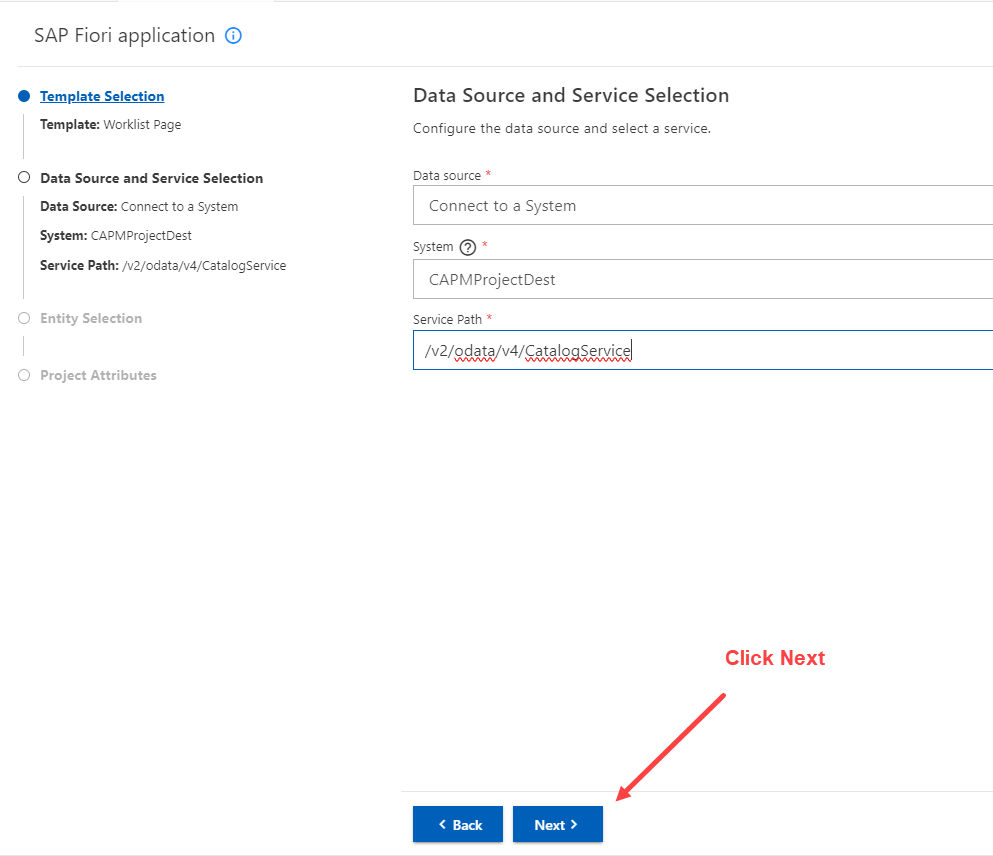 SAP Fiori application
Template Selection
Template: Worklist Page
Data Source and Service Selection
Data Source: Connect to a System
System: CAPMProjectDest
Service Path: /v2/odata/v4/CatalogService
Entity Selection
Project Attributes
Data Source and Service Selection
Configure the data source and select a service.
Data source *
Connect to a System
System ? *
CAPMProjectDest
Service Path *
/v2/odata/v4/CatalogService
Click Next
Back
Next